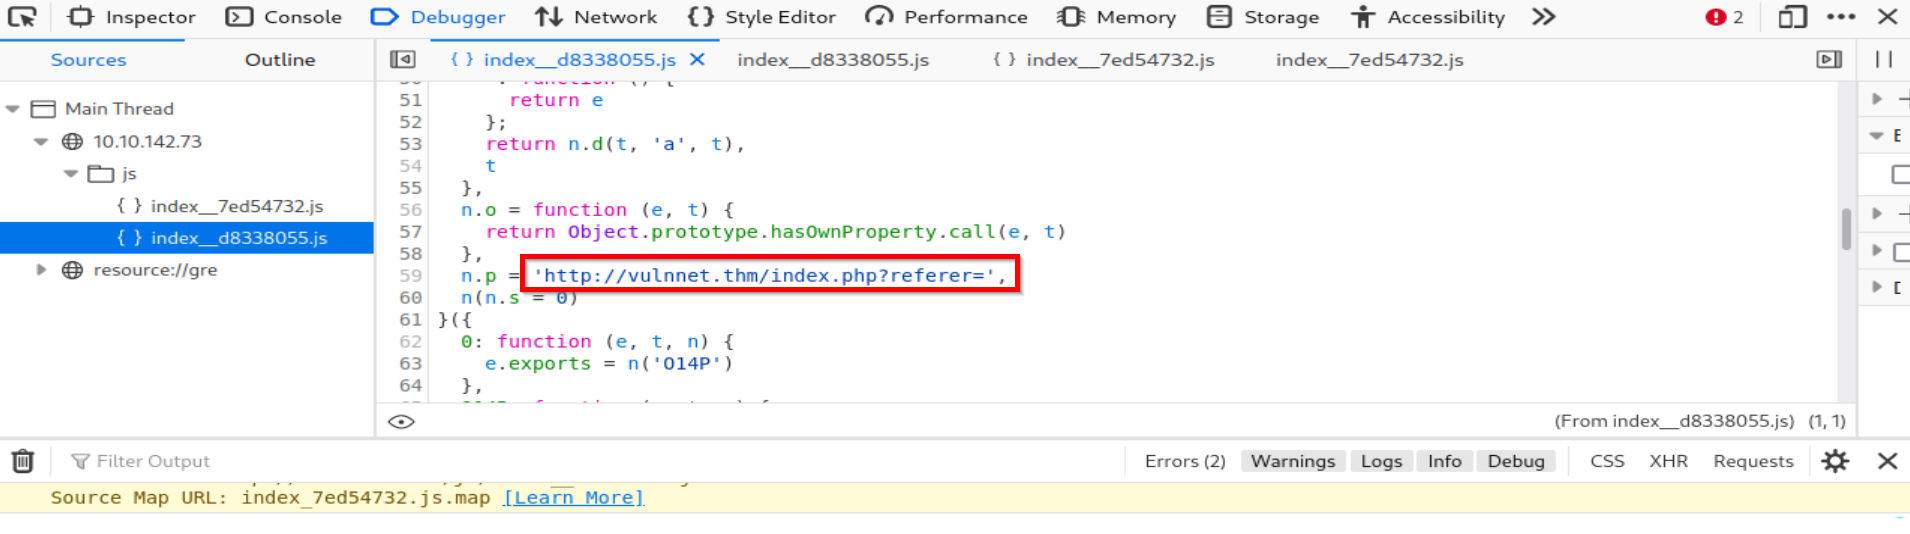 Inspector Console Debugger Network Style Editor Performance Memory Storage Accessibility 2
Sources Outline { } index__d8338055.js index__d8338055.js { } index__7ed54732.js index__7ed54732.js
Main Thread
10.10.142.73
js
{ } index__7ed54732.js
{ } index__d8338055.js
resource://gre
51 return e
52 };
53 return n.d(t, 'a', t),
54 t
55 },
56 n.o = function (e, t) {
57 return Object.prototype.hasOwnProperty.call(e, t)
58 },
59 n.p = 'http://vulnnet.thm/index.php?referer=',
60 n(n.s = 0)
61 }({
62 0: function (e, t, n) {
63 e.exports = n('O14P')
64 },
(From index__d8338055.js) (1, 1)
Filter Output Errors (2) Warnings Logs Info Debug CSS XHR Requests
Source Map URL: index_7ed54732.js.map [Learn More]